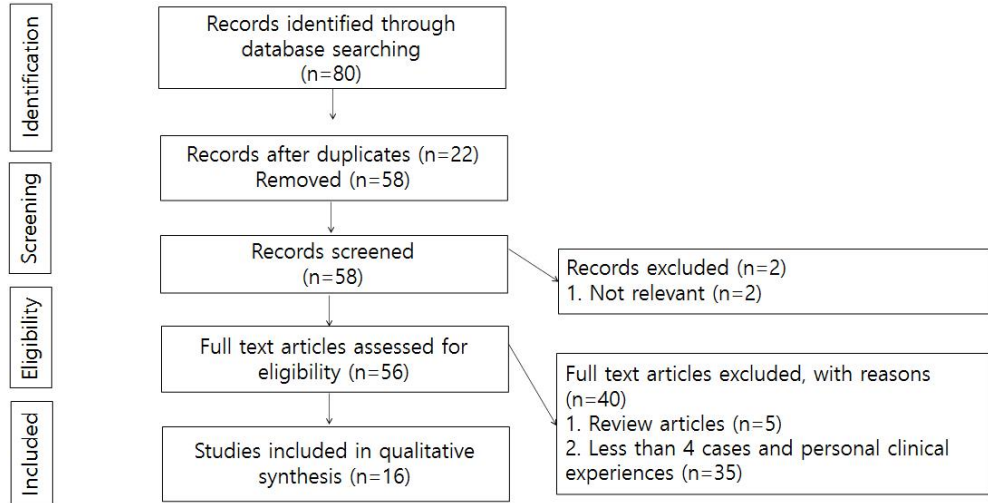 Identification
Records identified through
database searching
(n=80)
Records after duplicates (n=22)
Removed (n=58)
Screening
Records screened
(n=58)
Records excluded (n=2)
1. Not relevant (n=2)
Eligibility
Full text articles assessed for
eligibility (n=56)
Full text articles excluded, with reasons
(n=40)
1. Review articles (n=5)
2. Less than 4 cases and personal clinical
experiences (n=35)
Included
Studies included in qualitative
synthesis (n=16)